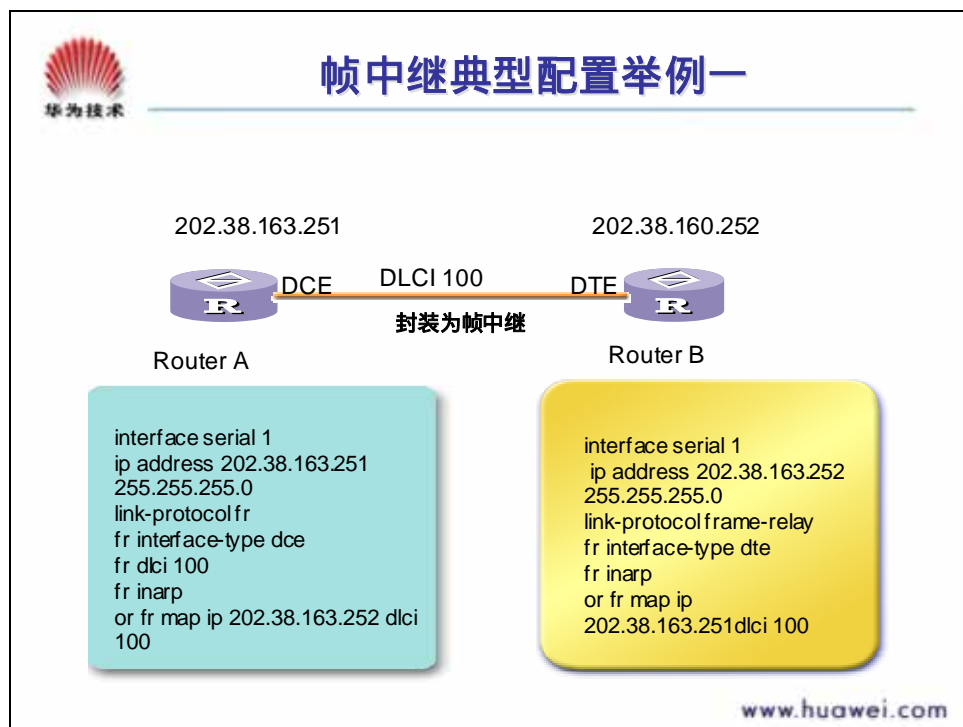 华为技术
帧中继典型配置举例一
202.38.163.251
202.38.160.252
DCE
DLCI 100
DTE
R
R
封装为帧中继
Router A
Router B
interface serial 1
ip address 202.38.163.251
255.255.255.0
link-protocol fr
fr interface-type dce
fr dlci 100
fr inarp
or fr map ip 202.38.163.252 dlci
100
interface serial 1
ip address 202.38.163.252
255.255.255.0
link-protocol frame-relay
fr interface-type dte
fr inarp
or fr map ip
202.38.163.251dlci 100
www.huawei.com